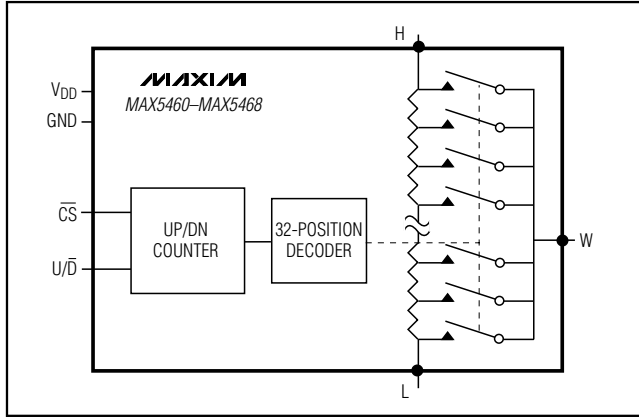 H
MAXIM
MAX5460–MAX5468
V_DD
GND
C̅S̅
U/D̅
UP/DN
COUNTER
32-POSITION
DECODER
W
L